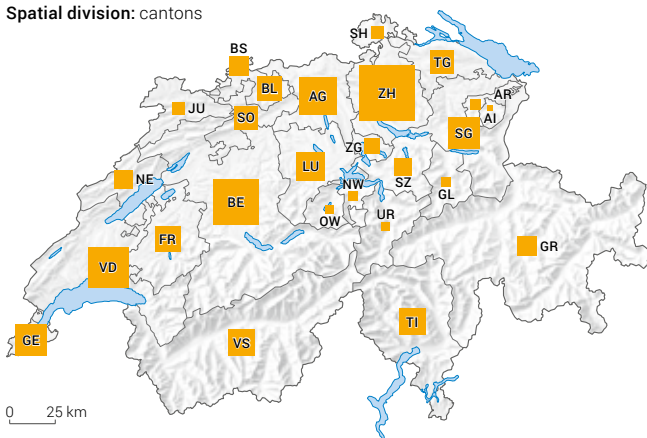 Spatial division: cantons
SH
BS
TG
BL
ZH
AR
AG
JU
SO
AI
SG
ZG
LU
SZ
NE
NW
GL
BE
OW
UR
FR
GR
VD
TI
GE
VS
0 25 km